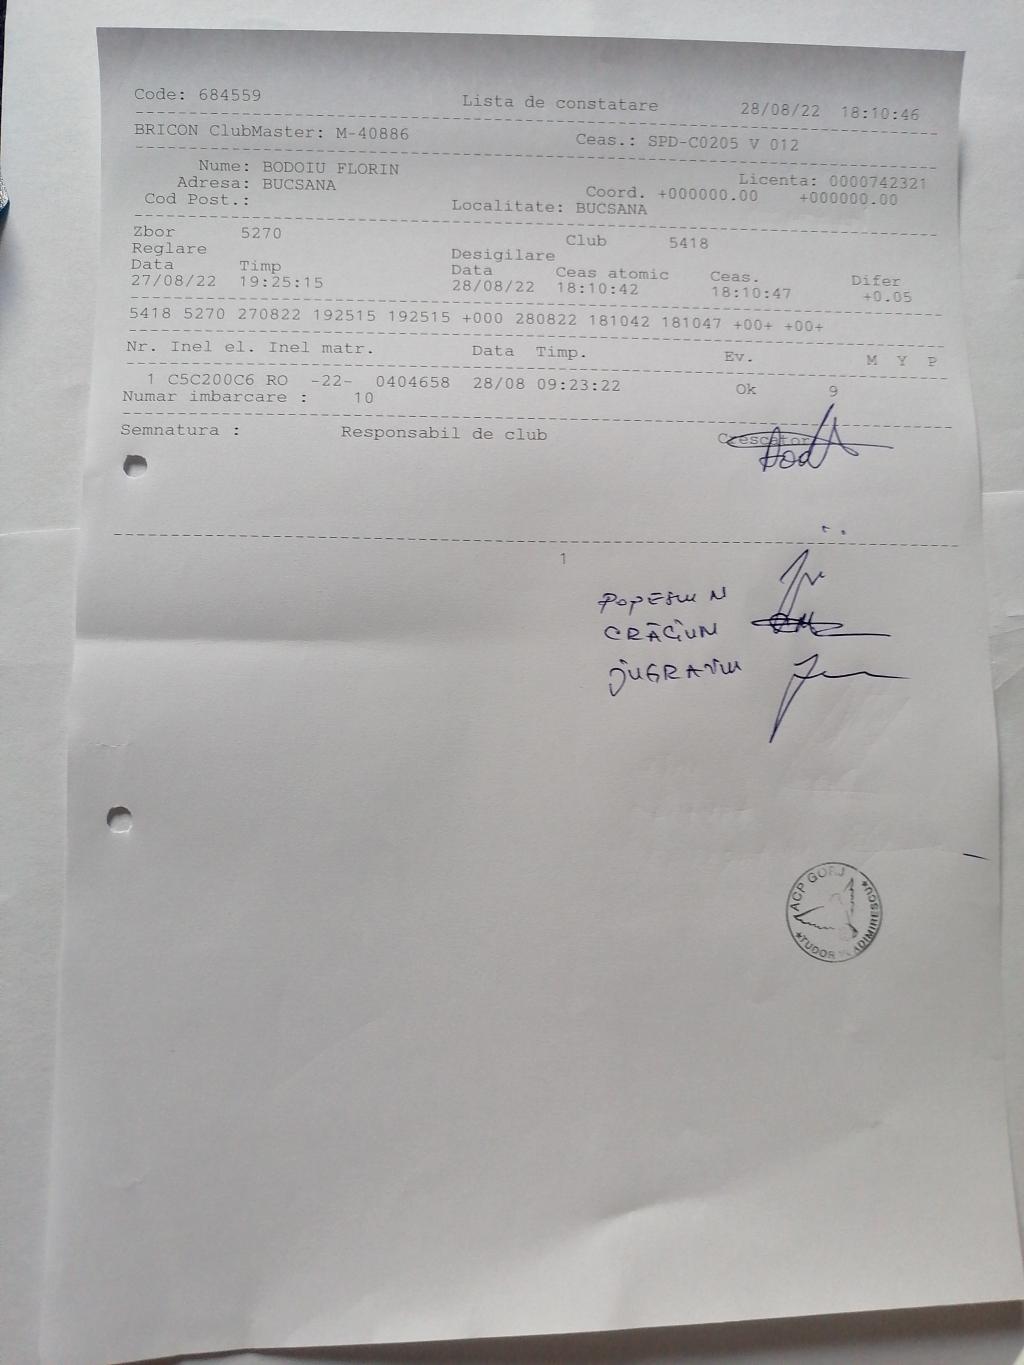 Code: 684559 Lista de constatare 28/08/22 18:10:46
BRICON ClubMaster: M-40886 Ceas.: SPD-C0205 V 012
Nume: BODOIU FLORIN Licenta: 0000742321
Adresa: BUCSANA Coord. +000000.00 +000000.00
Cod Post.: Localitate: BUCSANA
Zbor 5270 Club 5418
Reglare Desigilare
Data Timp Data Ceas atomic Ceas. Difer
27/08/22 19:25:15 28/08/22 18:10:42 18:10:47 +0.05
5418 5270 270822 192515 192515 +000 280822 181042 181047 +00+ +00+
Nr. Inel el. Inel matr. Data Timp. Ev. M Y P
1 C5C200C6 RO -22- 0404658 28/08 09:23:22 Ok 9
Numar imbarcare : 10
Semnatura : Responsabil de club Crescator
1
POPESCU N
CRĂCIUN
ACP GORJ
*TUDOR VLADIMIRESCU*